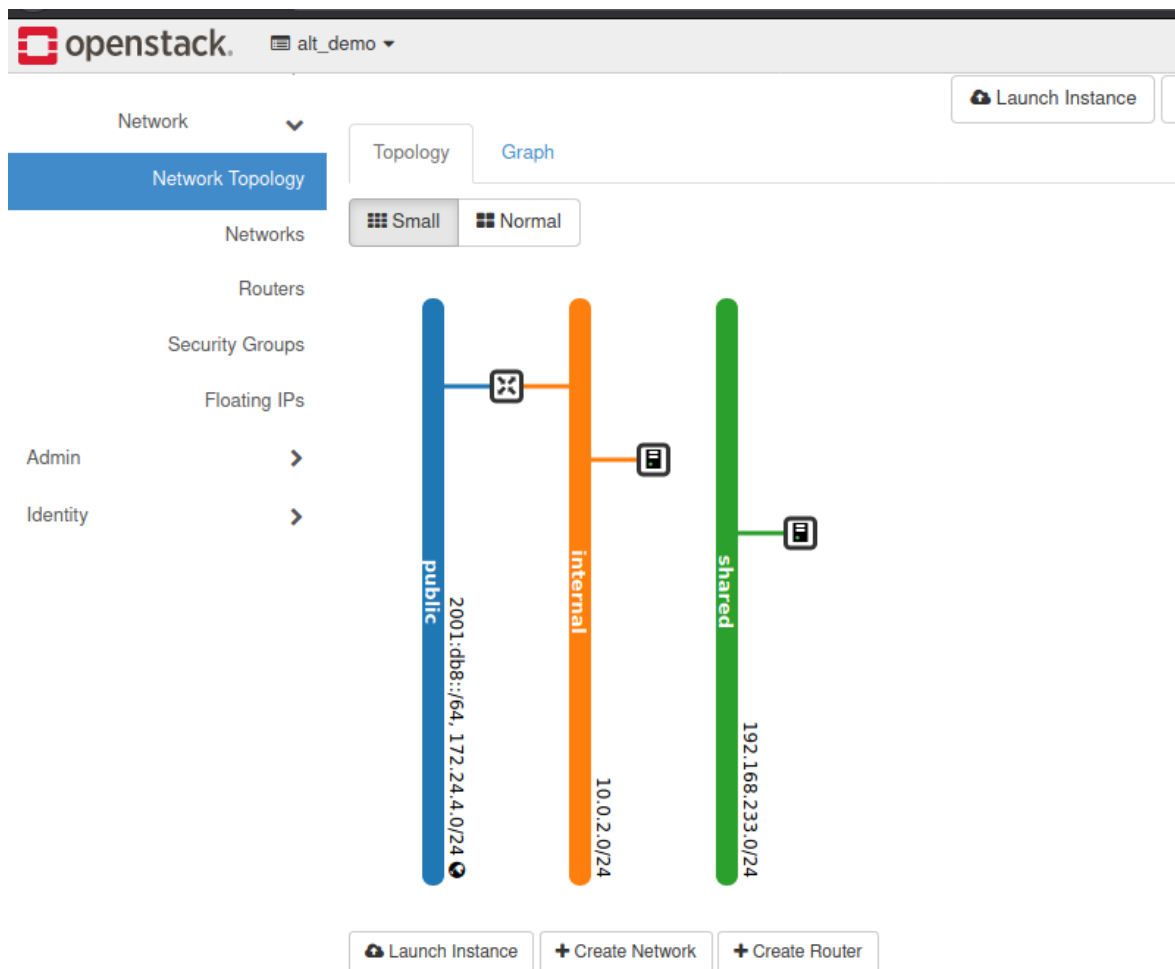 openstack. alt_demo
Launch Instance
Network
Topology Graph
Network Topology
Small Normal
Networks
Routers
Security Groups
Floating IPs
Admin
Identity
public
2001:db8::/64, 172.24.4.0/24
internal
10.0.2.0/24
shared
192.168.233.0/24
Launch Instance + Create Network + Create Router